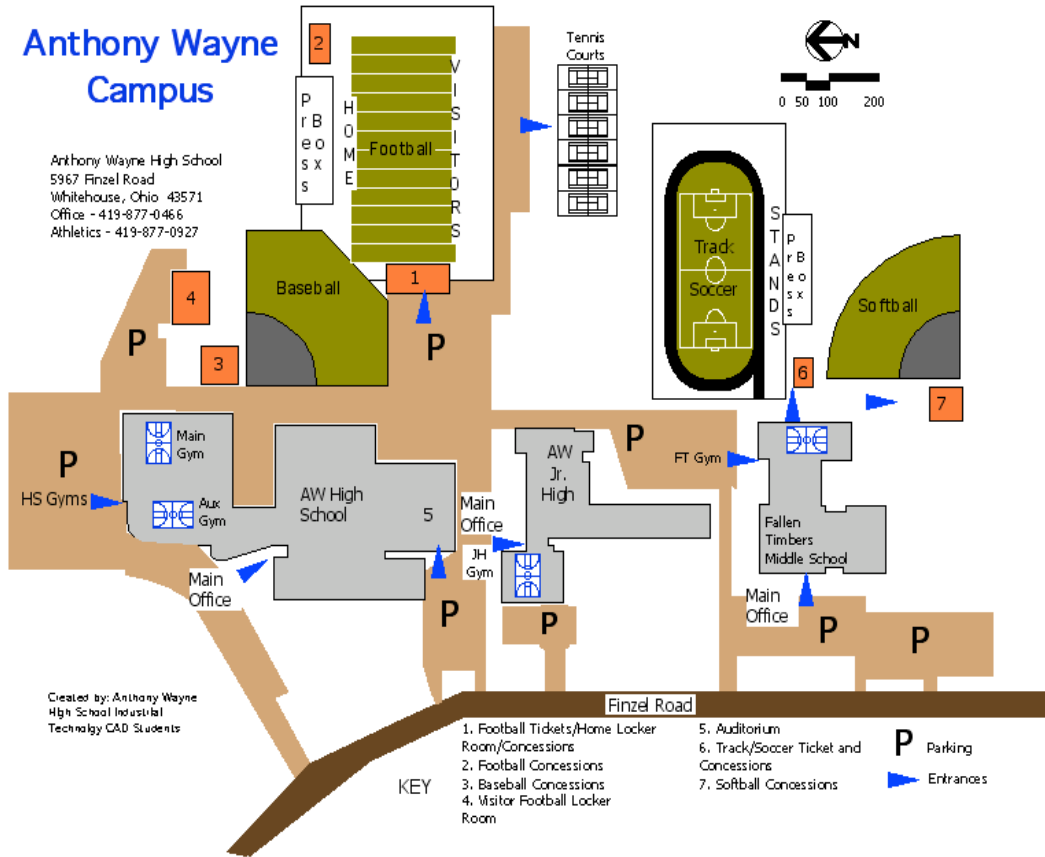 Anthony Wayne
Campus
Anthony Wayne High School
5967 Finzel Road
Whitehouse, Ohio 43571
Office - 419-877-0466
Athletics - 419-877-0927
2
Press
Box
HOME
Football
VISITORS
1
Tennis
Courts
N
0 50 100 200
Track
Soccer
STANDS
Press
Box
Softball
6
7
Baseball
4
3
P
P
P
P
HS Gyms
Main
Gym
Aux
Gym
AW High
School
5
Main
Office
AW
Jr.
High
Main
Office
JH
Gym
FT Gym
Fallen
Timbers
Middle School
Main
Office
P
P
P
P
Created by: Anthony Wayne
High School Industrial
Technolgy CAD Students
Finzel Road
KEY
1. Football Tickets/Home Locker
Room/Concessions
2. Football Concessions
3. Baseball Concessions
4. Visitor Football Locker
Room
5. Auditorium
6. Track/Soccer Ticket and
Concessions
7. Softball Concessions
P Parking
Entrances